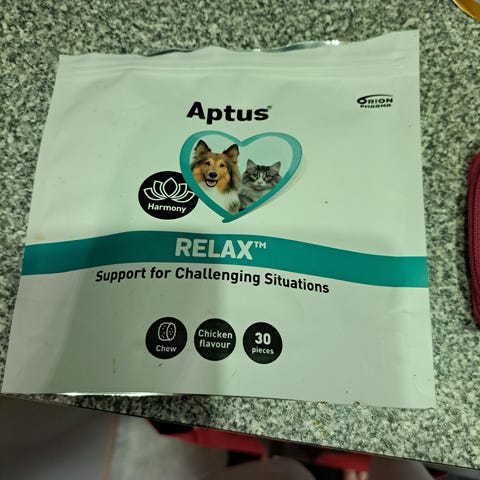 Aptus®
ORION
PHARMA
Harmony
RELAX™
Support for Challenging Situations
Chew
Chicken
flavour
30
pieces